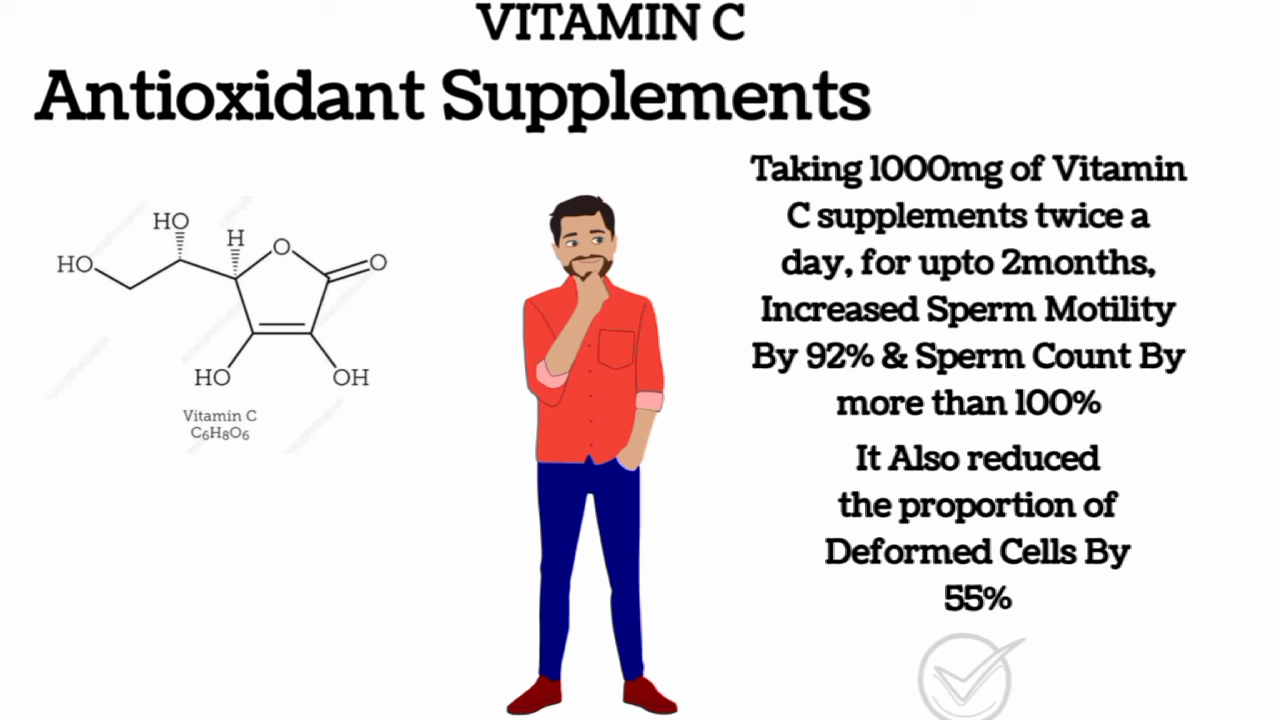 VITAMIN C
Antioxidant Supplements
HO
HO
H
O
O
HO
OH
Vitamin C
C₆H₈O₆
Taking 1000mg of Vitamin
C supplements twice a
day, for upto 2months,
Increased Sperm Motility
By 92% & Sperm Count By
more than 100%
It Also reduced
the proportion of
Deformed Cells By
55%